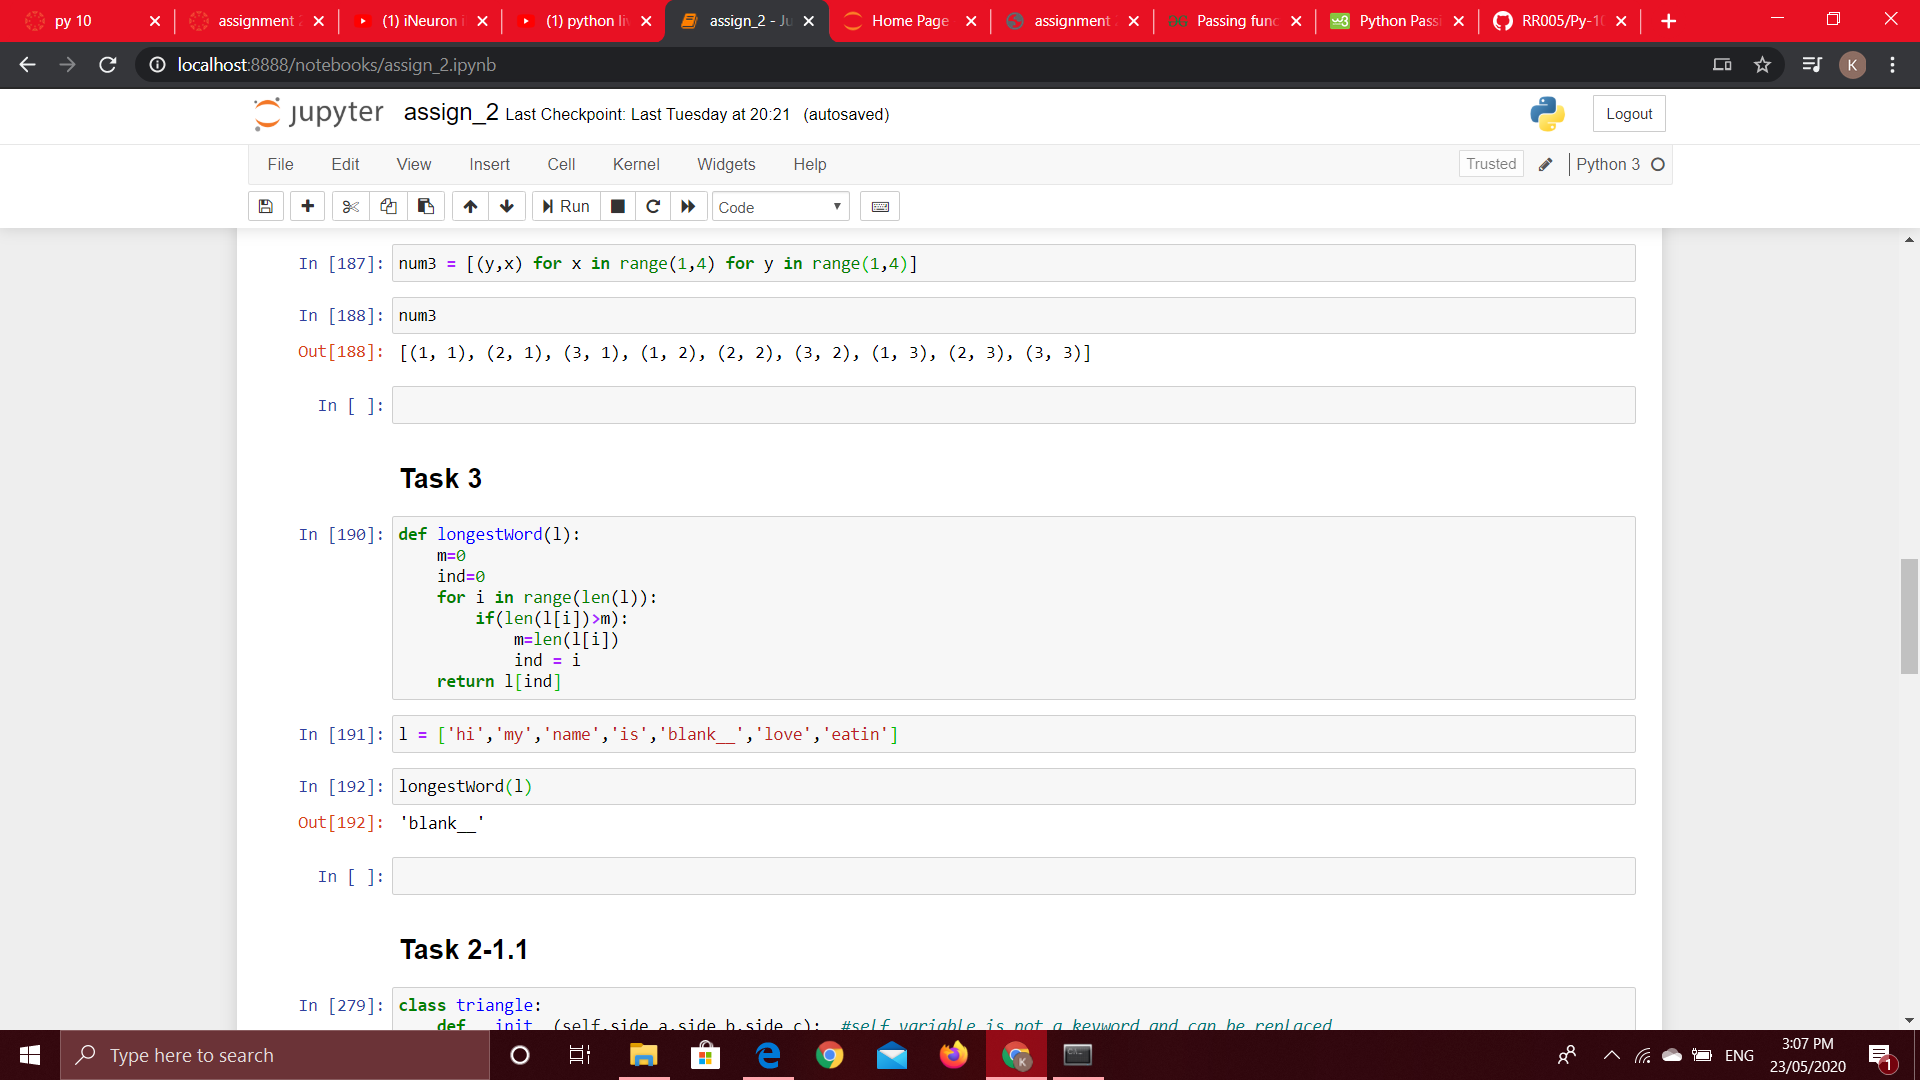 py 10
assignment 2
(1) iNeuron i
(1) python li
assign_2 - Ju
Home Page
assignment
Passing func
Python Pass
RR005/Py-10
localhost:8888/notebooks/assign_2.ipynb
K
jupyter assign_2 Last Checkpoint: Last Tuesday at 20:21 (autosaved)
Logout
File Edit View Insert Cell Kernel Widgets Help
Trusted
Python 3
Run
Code
In [187]: num3 = [(y,x) for x in range(1,4) for y in range(1,4)]
In [188]: num3
Out[188]: [(1, 1), (2, 1), (3, 1), (1, 2), (2, 2), (3, 2), (1, 3), (2, 3), (3, 3)]
In [ ]:
Task 3
In [190]: def longestWord(l):
m=0
ind=0
for i in range(len(l)):
if(len(l[i])>m):
m=len(l[i])
ind = i
return l[ind]
In [191]: l = ['hi','my','name','is','blank__','love','eatin']
In [192]: longestWord(l)
Out[192]: 'blank__'
In [ ]:
Task 2-1.1
In [279]: class triangle:
def __init__(self,side_a,side_b,side_c): #self variable is not a keyword and can be replaced
Type here to search
ENG
3:07 PM
23/05/2020
1